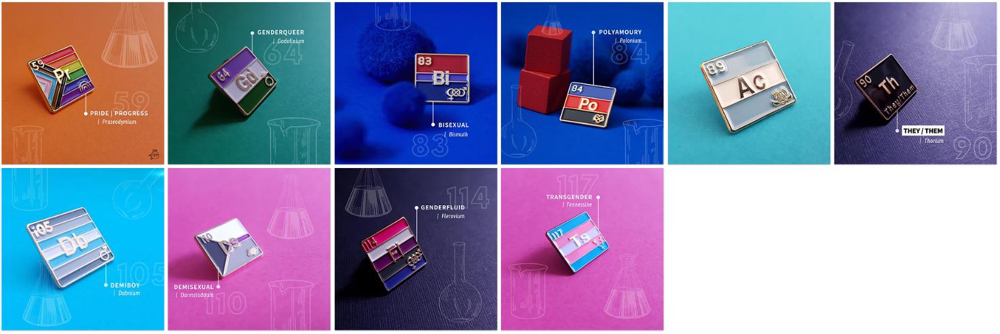 59
Pr
59
PRIDE | PROGRESS
| Praseodymium
GENDERQUEER
| Gadolinium
64
64
Gd
83
Bi
BISEXUAL
| Bismuth
83
POLYAMOURY
| Polonium
84
84
Po
89
Ac
90
Th
They/Them
THEY / THEM
| Thorium
90
105
Db
105
DEMIBOY
| Dubnium
110
Ds
DEMISEXUAL
| Darmstadtium
110
114
GENDERFLUID
| Flerovium
114
Fl
117
TRANSGENDER
| Tennessine
117
Ts